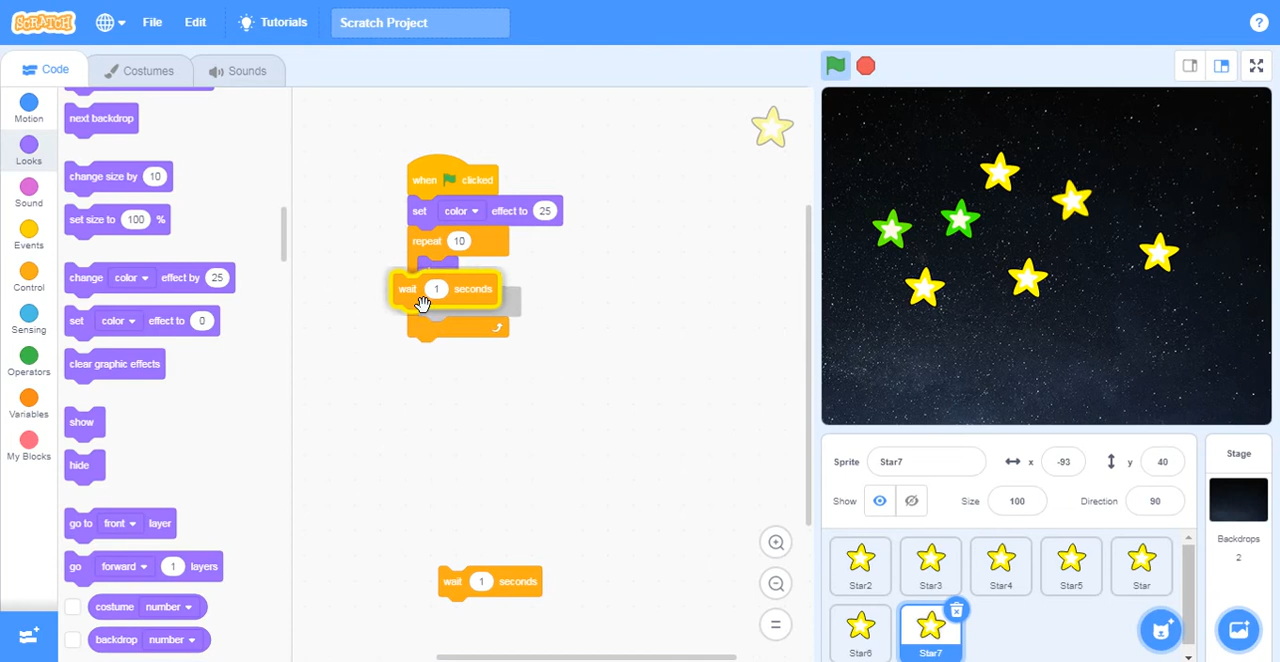 SCRATCH File Edit Tutorials Scratch Project ?
Code Costumes Sounds
Motion
Looks
Sound
Events
Control
Sensing
Operators
Variables
My Blocks
next backdrop
change size by 10
set size to 100 %
change color effect by 25
set color effect to 0
clear graphic effects
show
hide
go to front layer
go forward 1 layers
costume number
backdrop number
when clicked
set color effect to 25
repeat 10
wait 1 seconds
wait 1 seconds
Sprite Star7 x -93 y 40
Show Size 100 Direction 90
Star2 Star3 Star4 Star5 Star
Star6 Star7
Stage
Backdrops
2